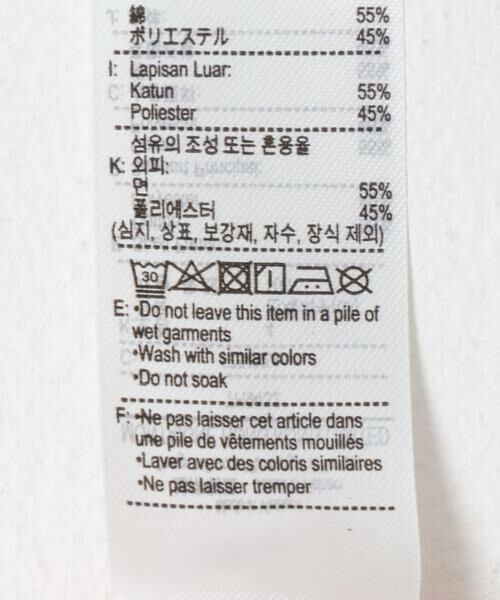 綿 55%
ポリエステル 45%
I: Lapisan Luar:
Katun 55%
Poliester 45%
섬유의 조성 또는 혼용율
K: 외피:
면 55%
폴리에스터 45%
(심지, 상표, 보강재, 자수, 장식 제외)
30
E: •Do not leave this item in a pile of
wet garments
•Wash with similar colors
•Do not soak
F: •Ne pas laisser cet article dans
une pile de vêtements mouillés
•Laver avec des coloris similaires
•Ne pas laisser tremper